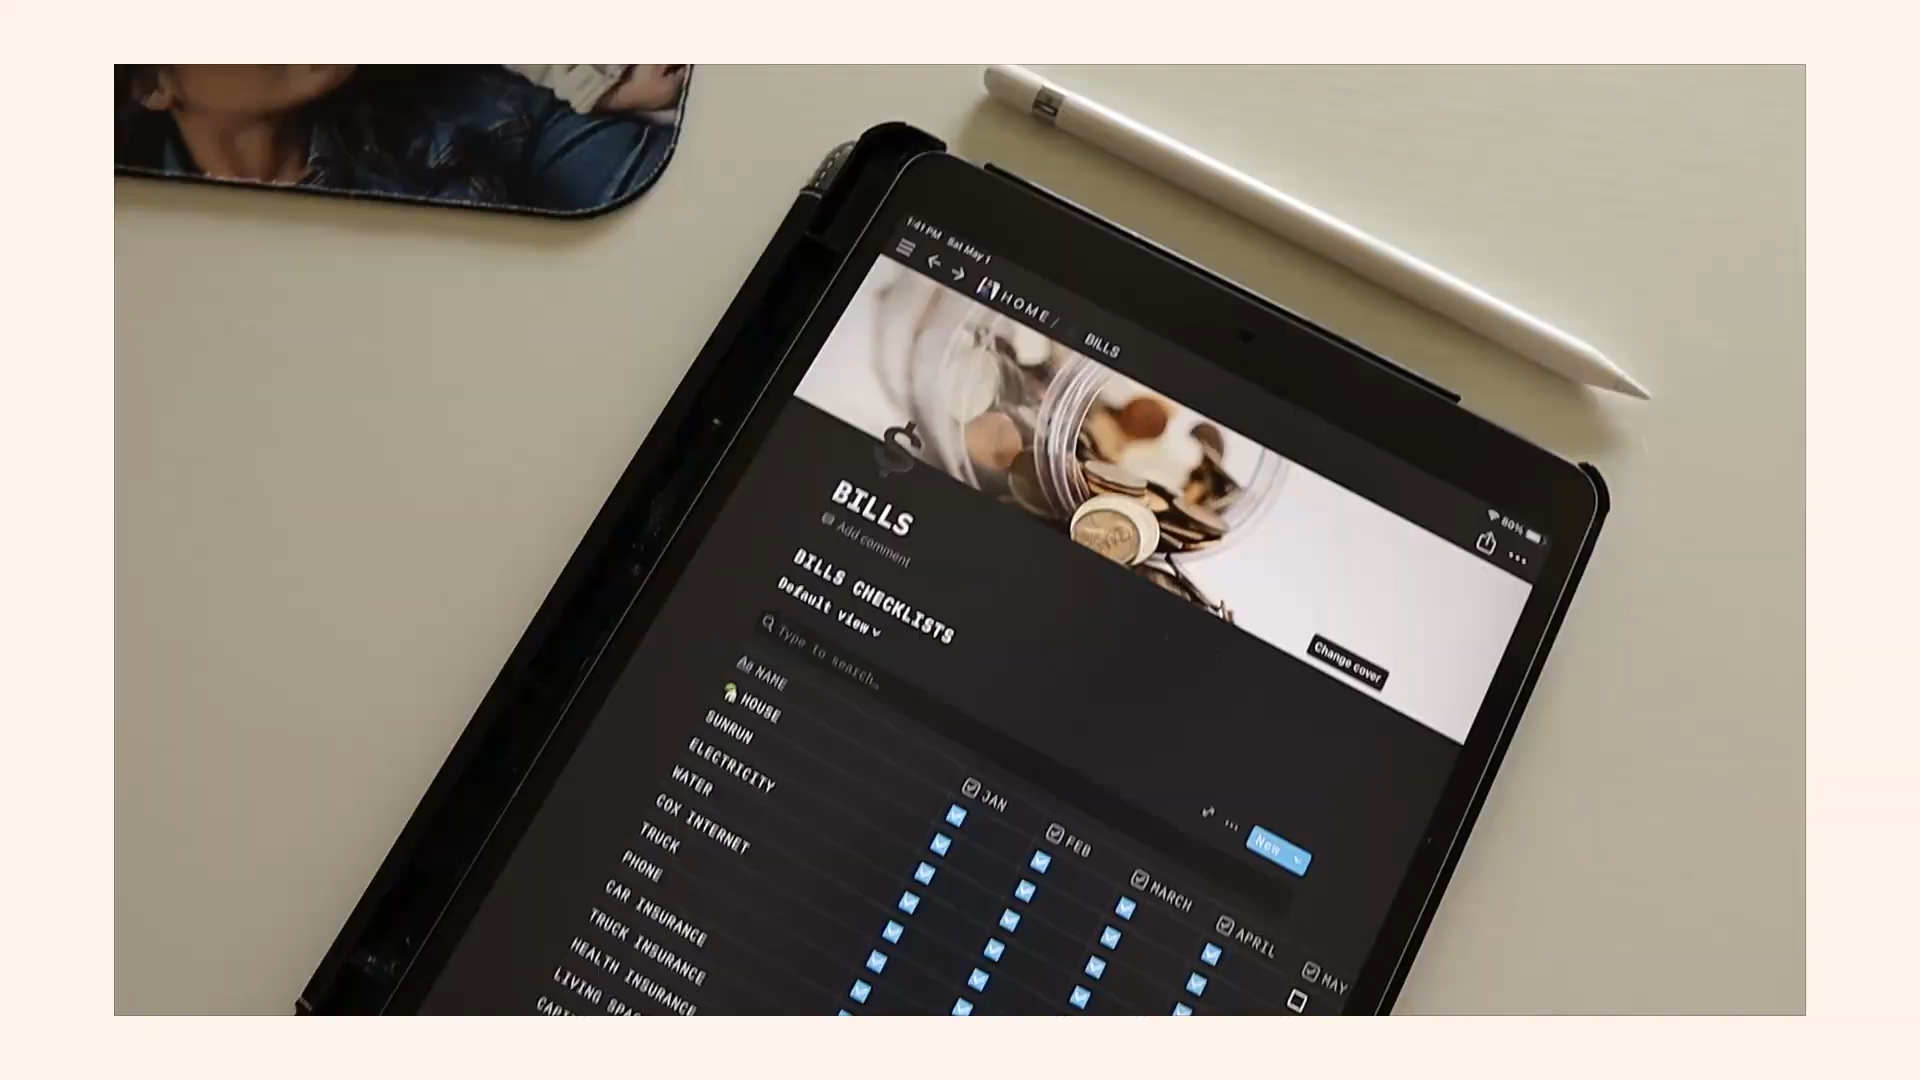 1:41 PM Sat May 1
80%
HOME / BILLS
BILLS
Add comment
Change cover
BILLS CHECKLISTS
Default view
Type to search...
New
Aa NAME
JAN
FEB
MARCH
APRIL
MAY
HOUSE
SUNRUN
ELECTRICITY
WATER
COX INTERNET
TRUCK
PHONE
CAR INSURANCE
TRUCK INSURANCE
HEALTH INSURANCE